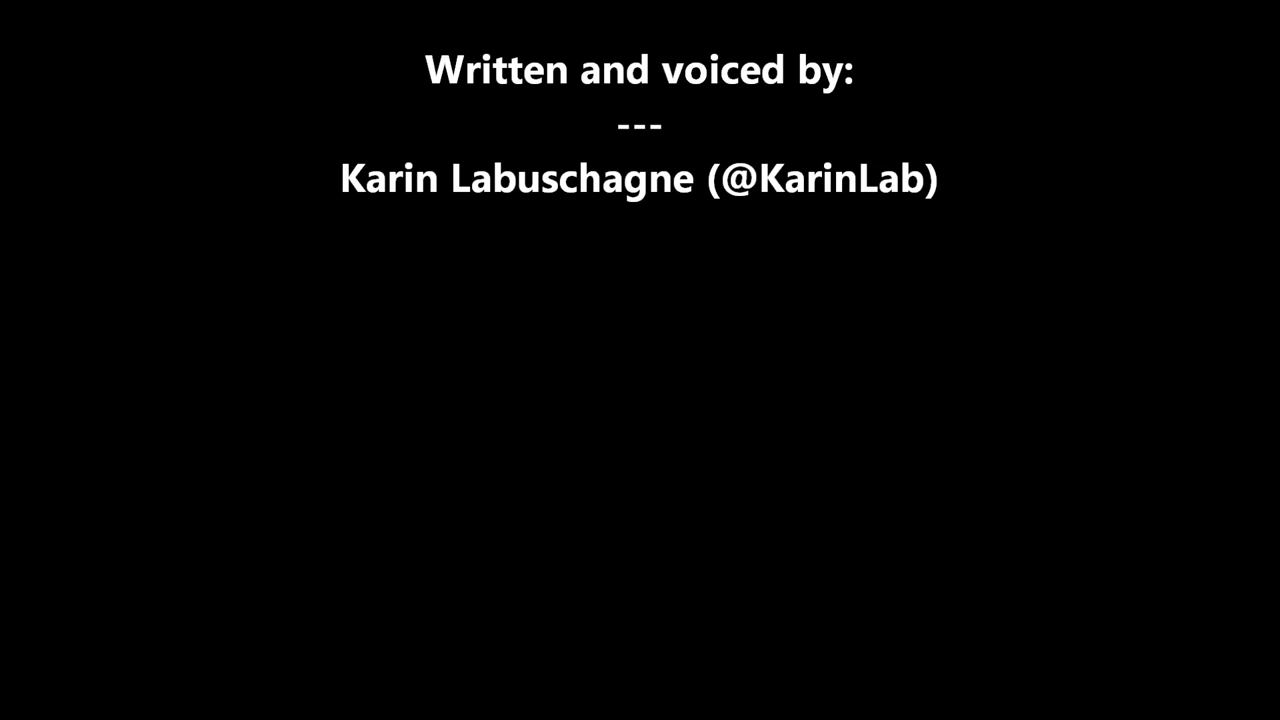 Written and voiced by:
---
Karin Labuschagne (@KarinLab)